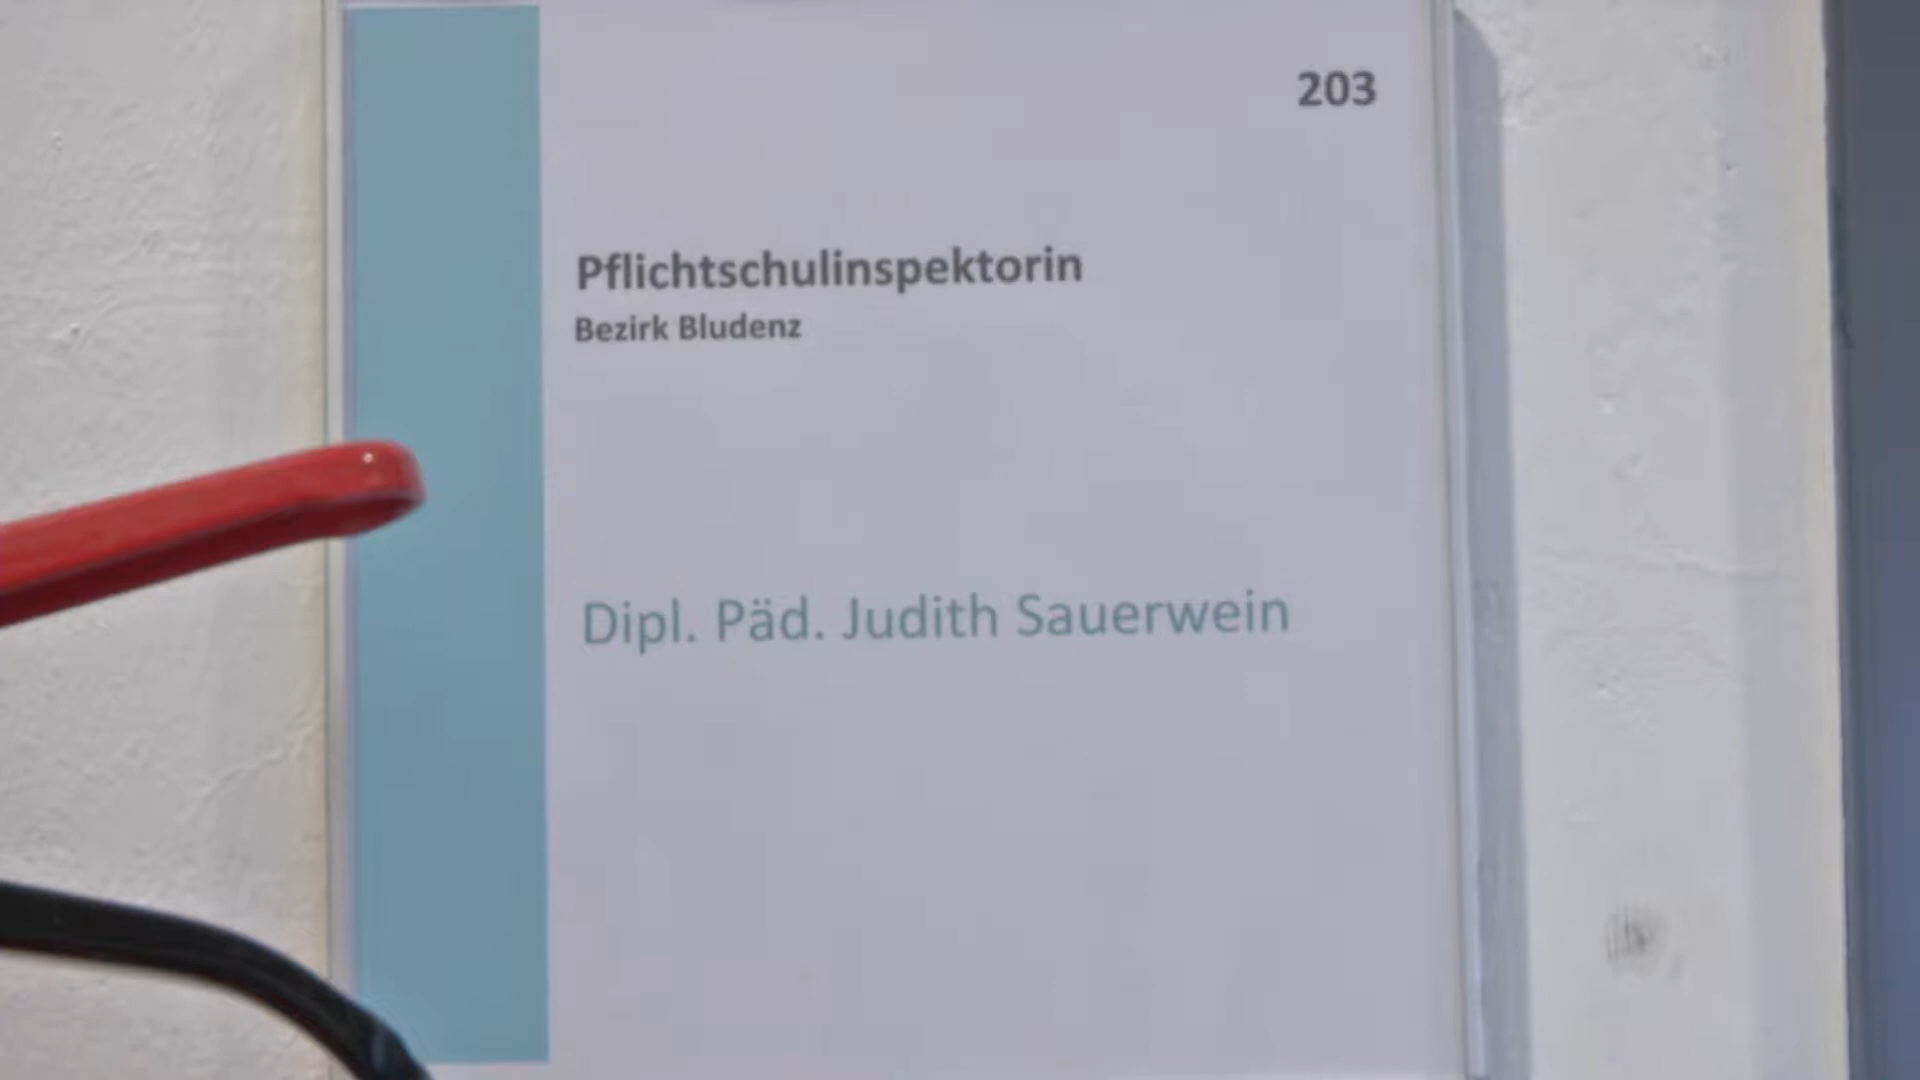 203
Pflichtschulinspektorin
Bezirk Bludenz
Dipl. Päd. Judith Sauerwein